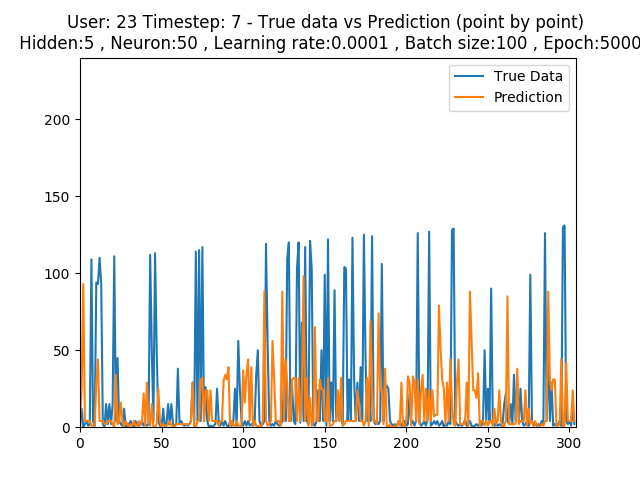 User: 23 Timestep: 7 - True data vs Prediction (point by point)
Hidden:5 , Neuron:50 , Learning rate:0.0001 , Batch size:100 , Epoch:5000
True Data
Prediction
200
150
100
50
0
0 50 100 150 200 250 300